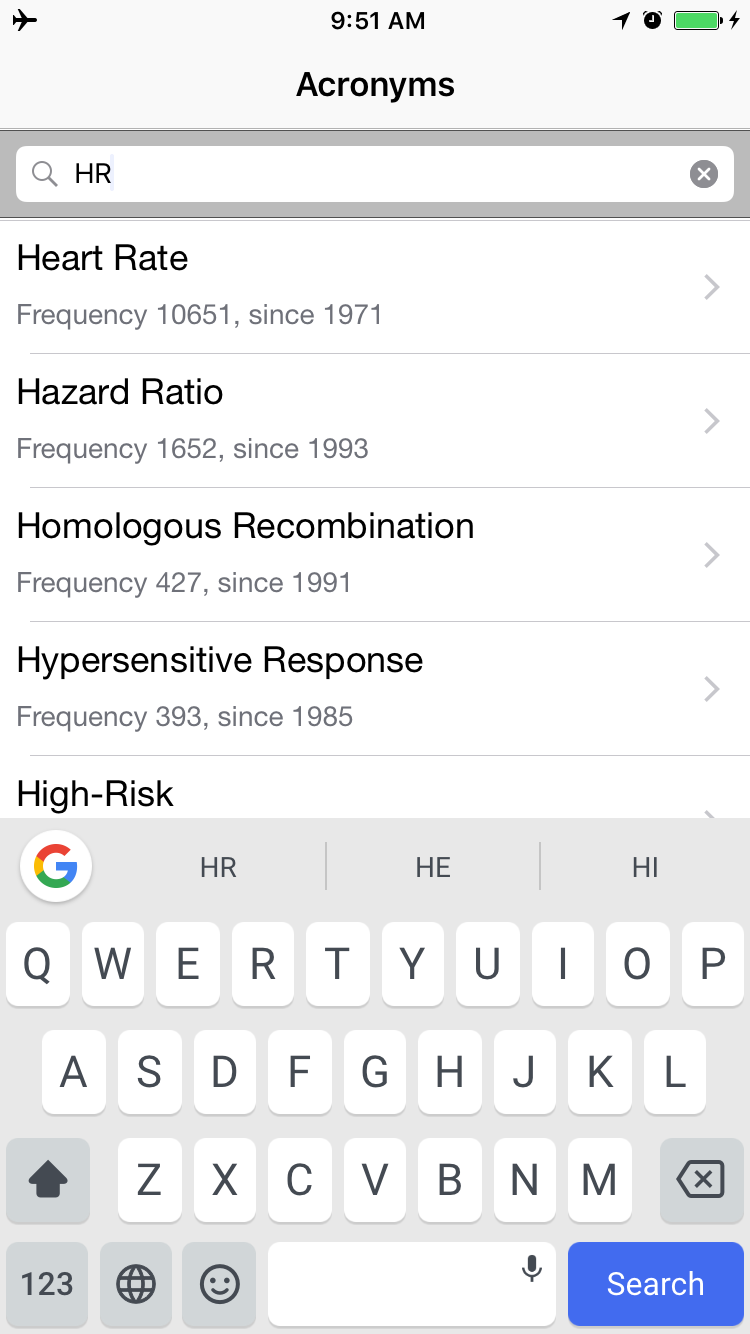 9:51 AM
Acronyms
HR
Heart Rate
Frequency 10651, since 1971
Hazard Ratio
Frequency 1652, since 1993
Homologous Recombination
Frequency 427, since 1991
Hypersensitive Response
Frequency 393, since 1985
High-Risk
G HR HE HI
Q W E R T Y U I O P
A S D F G H J K L
Z X C V B N M
123 Search